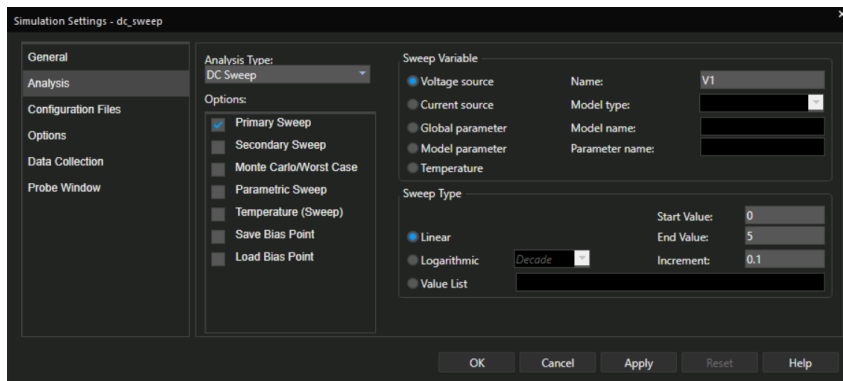 Simulation Settings - dc_sweep
General
Analysis
Configuration Files
Options
Data Collection
Probe Window
Analysis Type:
DC Sweep
Options:
Primary Sweep
Secondary Sweep
Monte Carlo/Worst Case
Parametric Sweep
Temperature (Sweep)
Save Bias Point
Load Bias Point
Sweep Variable
Voltage source
Name: V1
Current source
Model type:
Global parameter
Model name:
Model parameter
Parameter name:
Temperature
Sweep Type
Start Value: 0
Linear
End Value: 5
Logarithmic
Decade
Increment: 0.1
Value List
OK
Cancel
Apply
Reset
Help